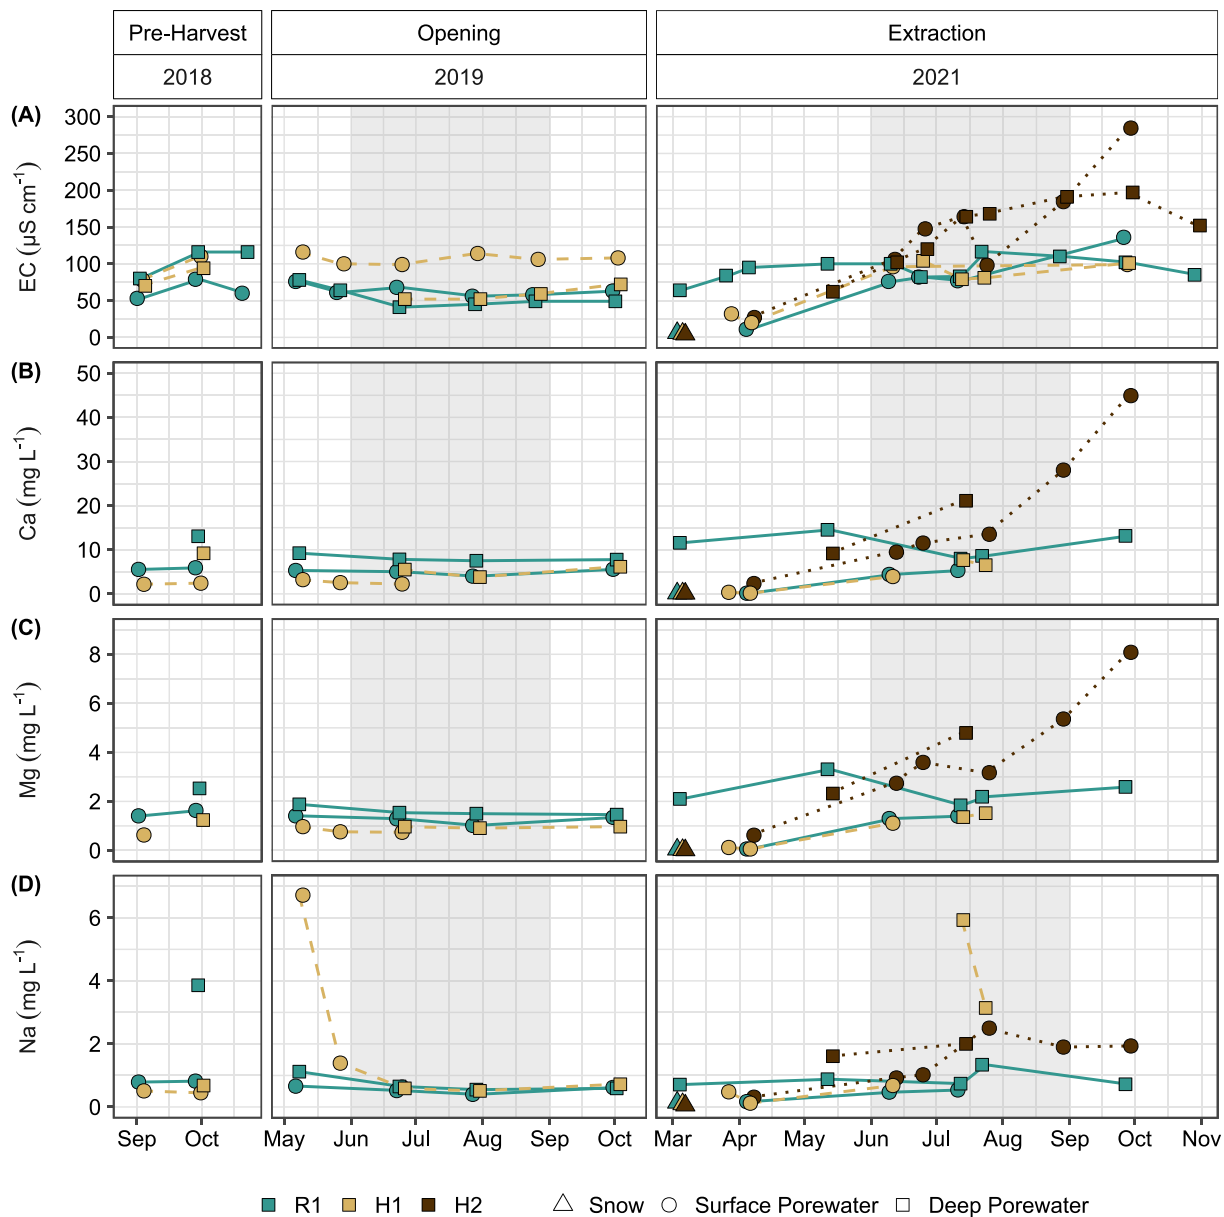 Pre-Harvest Opening Extraction
2018 2019 2021
(A)
EC (µS cm⁻¹)
300
250
200
150
100
50
0
(B)
Ca (mg L⁻¹)
50
40
30
20
10
0
(C)
Mg (mg L⁻¹)
8
6
4
2
0
(D)
Na (mg L⁻¹)
6
4
2
0
Sep Oct May Jun Jul Aug Sep Oct Mar Apr May Jun Jul Aug Sep Oct Nov
R1 H1 H2 Snow Surface Porewater Deep Porewater